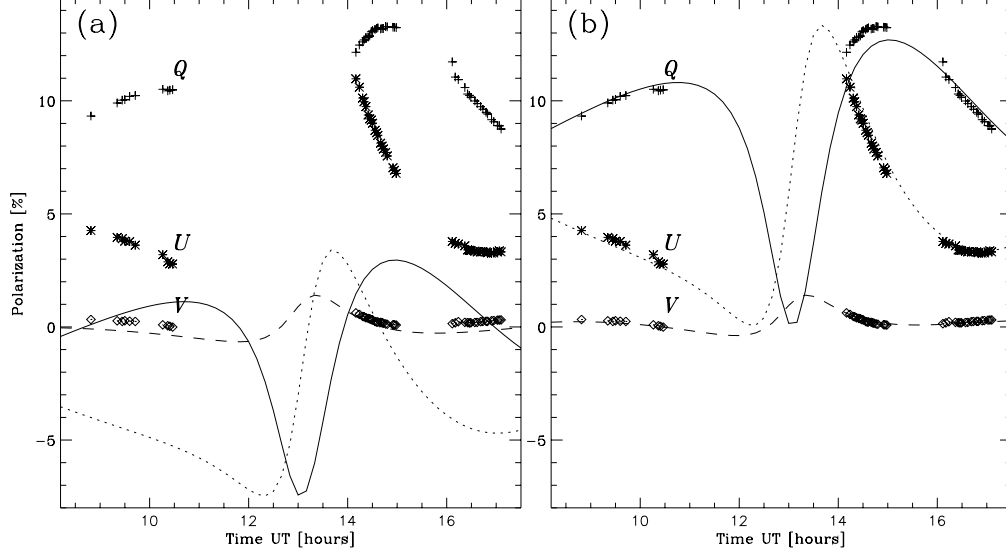 (a)
(b)
Q
Q
10
10
Polarization [%]
5
5
U
U
V
V
0
0
-5
-5
10 12 14 16
10 12 14 16
Time UT [hours]
Time UT [hours]